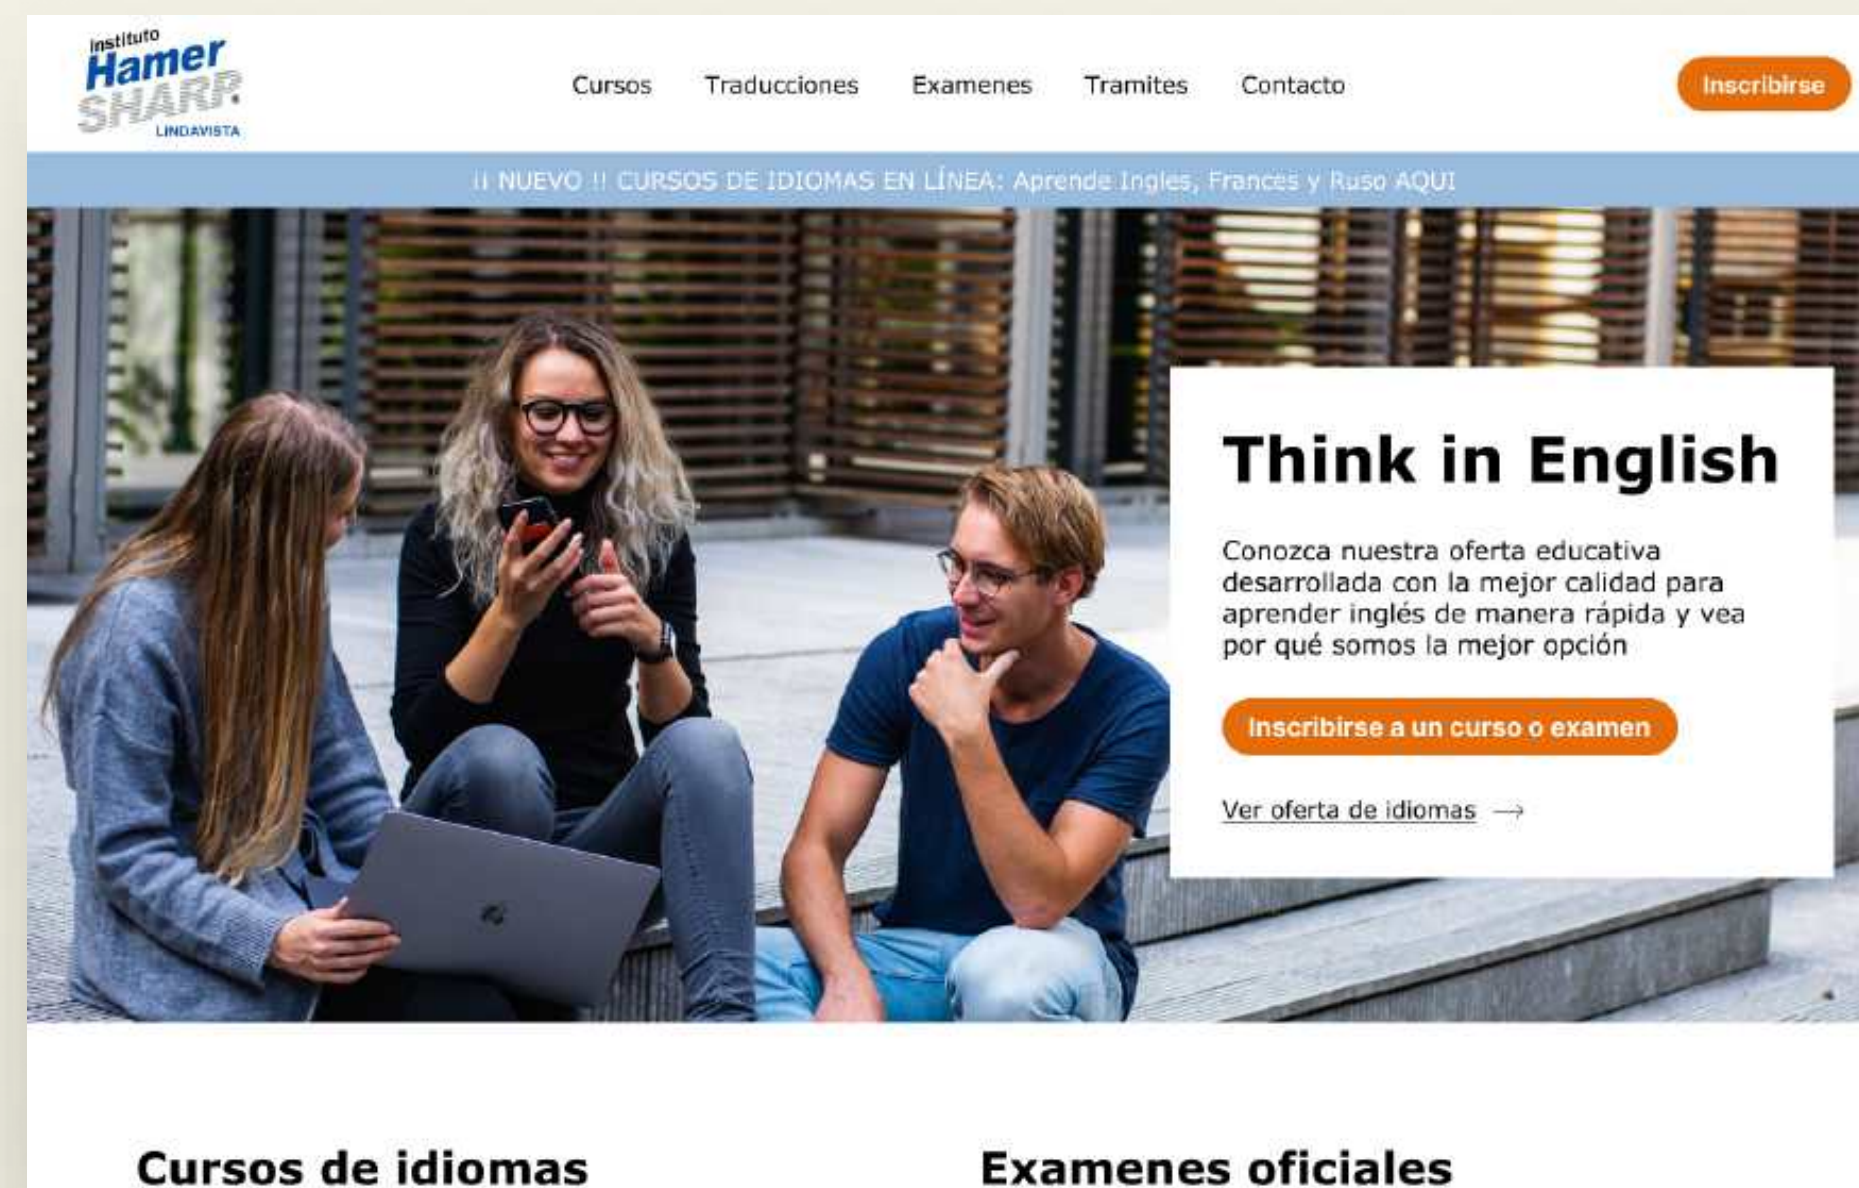 instituto
Hamer
SHARP.
LINDAVISTA
Cursos Traducciones Examenes Tramites Contacto
Inscribirse
¡¡ NUEVO !! CURSOS DE IDIOMAS EN LÍNEA: Aprende Ingles, Frances y Ruso AQUI
Think in English
Conozca nuestra oferta educativa
desarrollada con la mejor calidad para
aprender inglés de manera rápida y vea
por qué somos la mejor opción
Inscribirse a un curso o examen
Ver oferta de idiomas →
Cursos de idiomas
Examenes oficiales